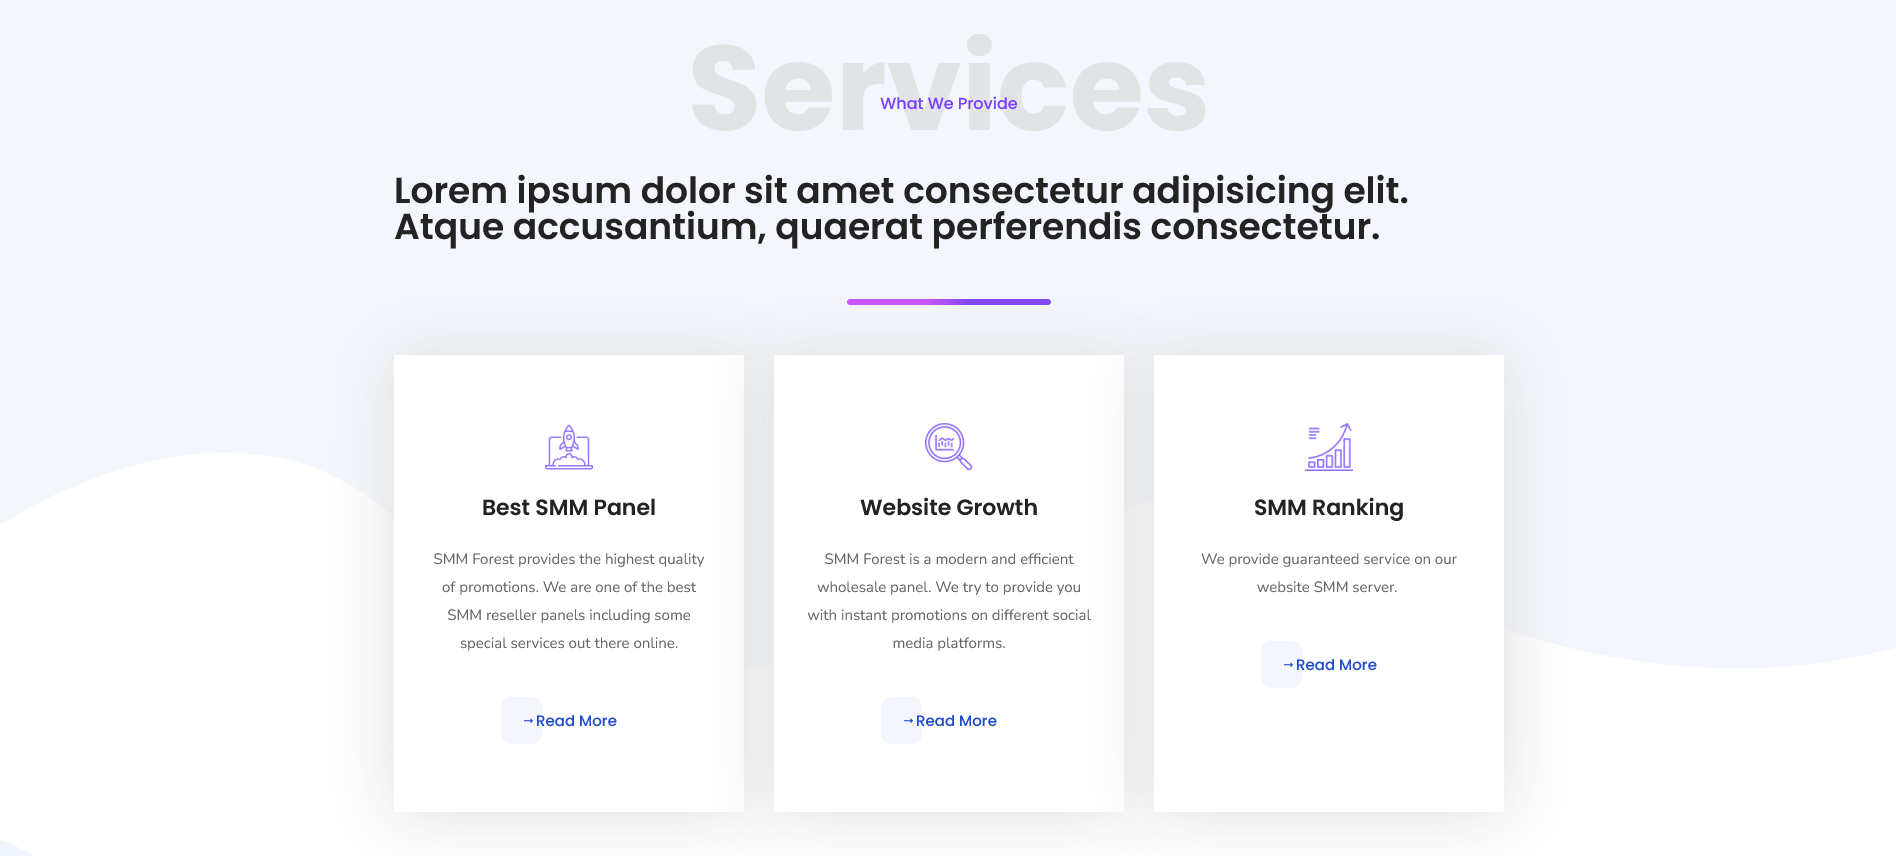 Services
What We Provide
Lorem ipsum dolor sit amet consectetur adipisicing elit.
Atque accusantium, quaerat perferendis consectetur.
Best SMM Panel
SMM Forest provides the highest quality
of promotions. We are one of the best
SMM reseller panels including some
special services out there online.
→Read More
Website Growth
SMM Forest is a modern and efficient
wholesale panel. We try to provide you
with instant promotions on different social
media platforms.
→Read More
SMM Ranking
We provide guaranteed service on our
website SMM server.
→Read More